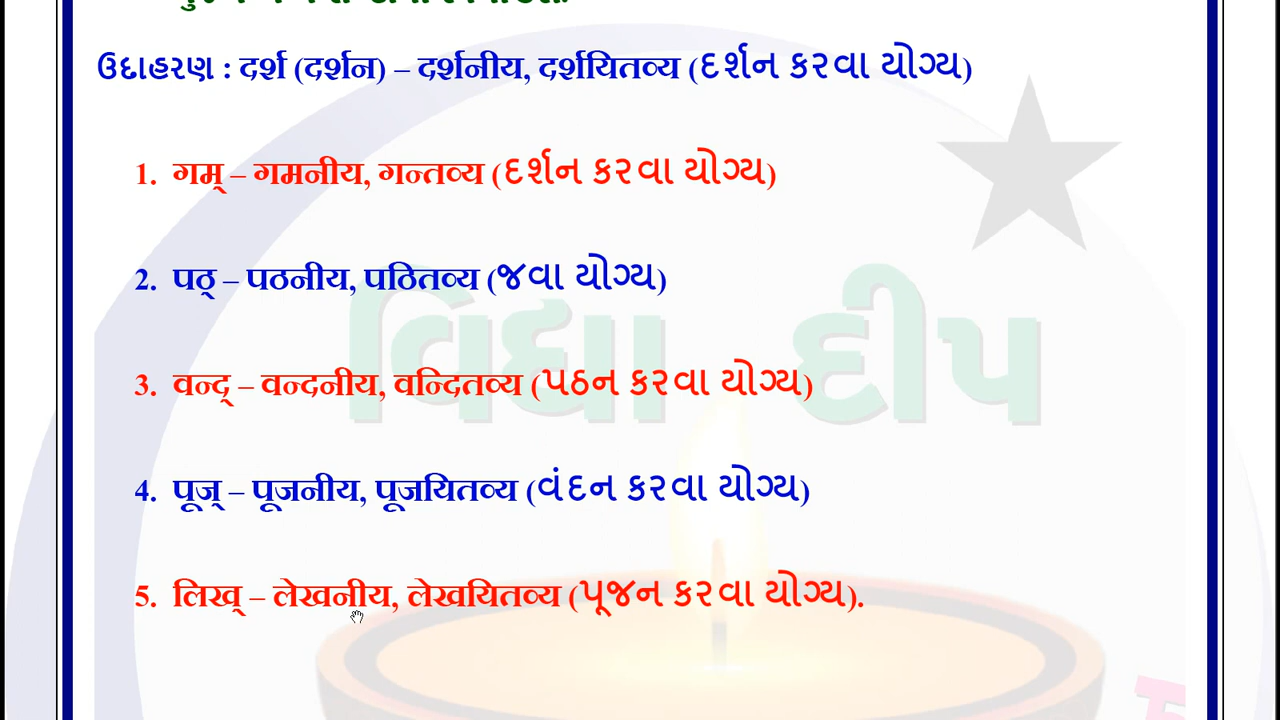 ઉદાહરણ : दर्श (दर्शन) – दर्शनीय, दर्शयितव्य (દર્શન કરવા યોગ્ય)
1. गम् – गमनीय, गन्तव्य (દર્શન કરવા યોગ્ય)
2. पठ् – पठनीय, पठितव्य (જવા યોગ્ય)
વિદ્યા દીપ
3. वन्द् – वन्दनीय, वन्दितव्य (પઠન કરવા યોગ્ય)
4. पूज् – पूजनीय, पूजयितव्य (વંદન કરવા યોગ્ય)
5. लिख् – लेखनीय, लेखयितव्य (પૂજન કરવા યોગ્ય).